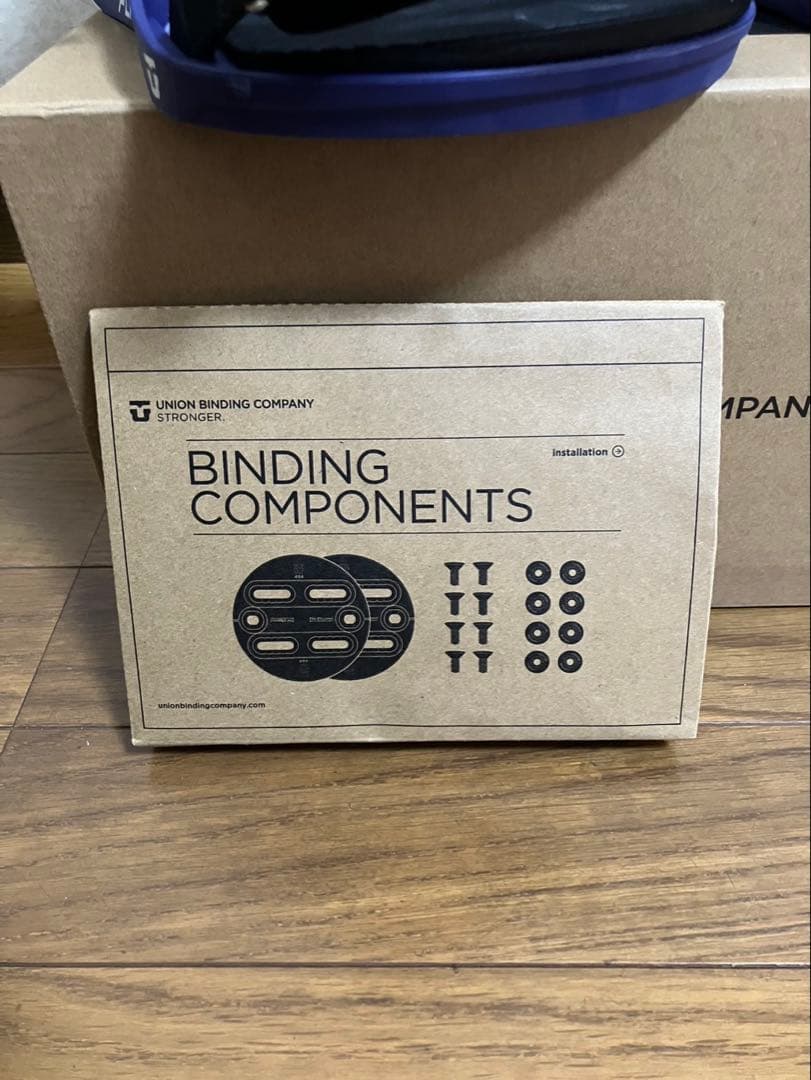 UNION BINDING COMPANY
STRONGER.
installation
BINDING
COMPONENTS
unionbindingcompany.com
MPAN